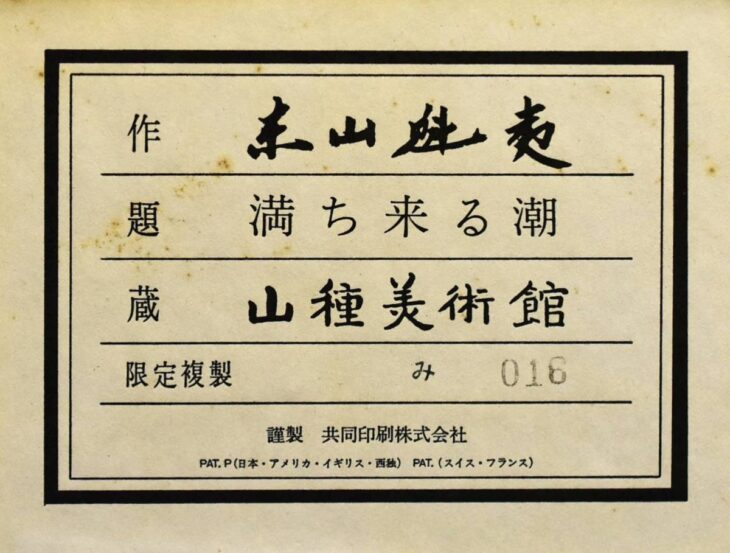 作 東山魁夷
題 満ち来る潮
蔵 山種美術館
限定複製 み 016
謹製 共同印刷株式会社
PAT. P(日本・アメリカ・イギリス・西独) PAT. (スイス・フランス)